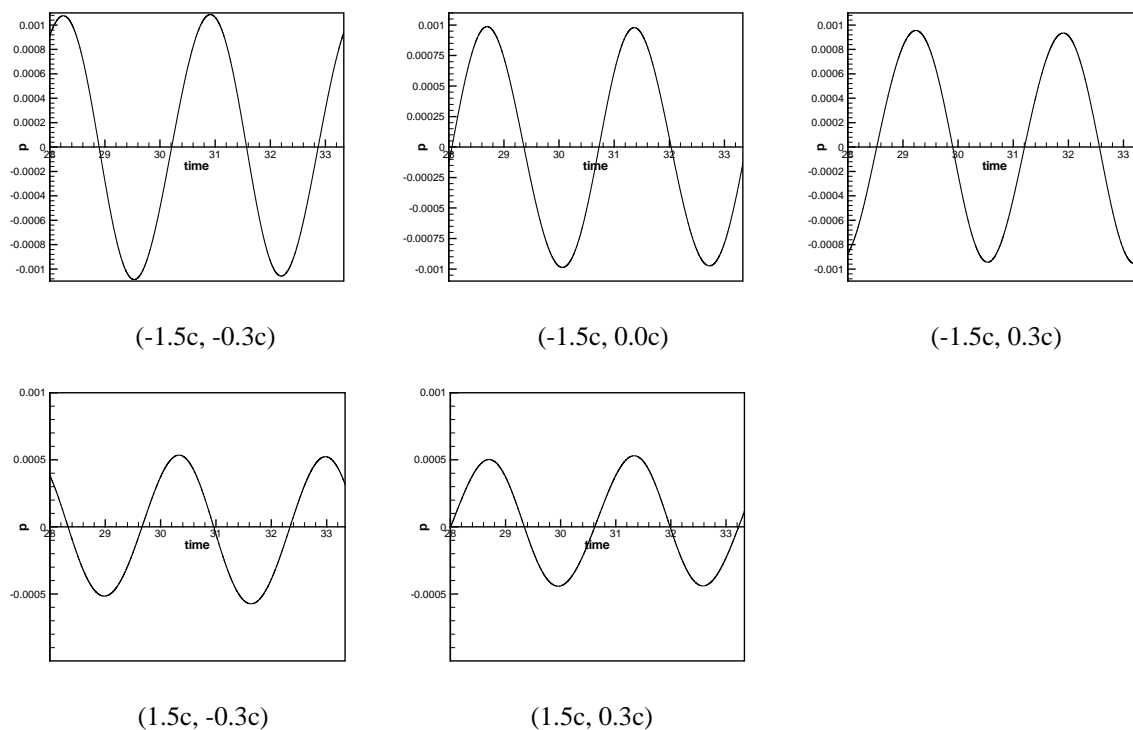 0.001
0.0008
0.0006
0.0004
0.0002
0
-0.0002
-0.0004
-0.0006
-0.0008
-0.001
p
28 29 30 31 32 33
time
(-1.5c, -0.3c)
0.001
0.00075
0.0005
0.00025
0
-0.00025
-0.0005
-0.00075
-0.001
p
28 29 30 31 32 33
time
(-1.5c, 0.0c)
0.001
0.0008
0.0006
0.0004
0.0002
0
-0.0002
-0.0004
-0.0006
-0.0008
-0.001
p
28 29 30 31 32 33
time
(-1.5c, 0.3c)
0.001
0.0005
0
-0.0005
p
28 29 30 31 32 33
time
(1.5c, -0.3c)
0.001
0.0005
0
-0.0005
p
28 29 30 31 32 33
time
(1.5c, 0.3c)